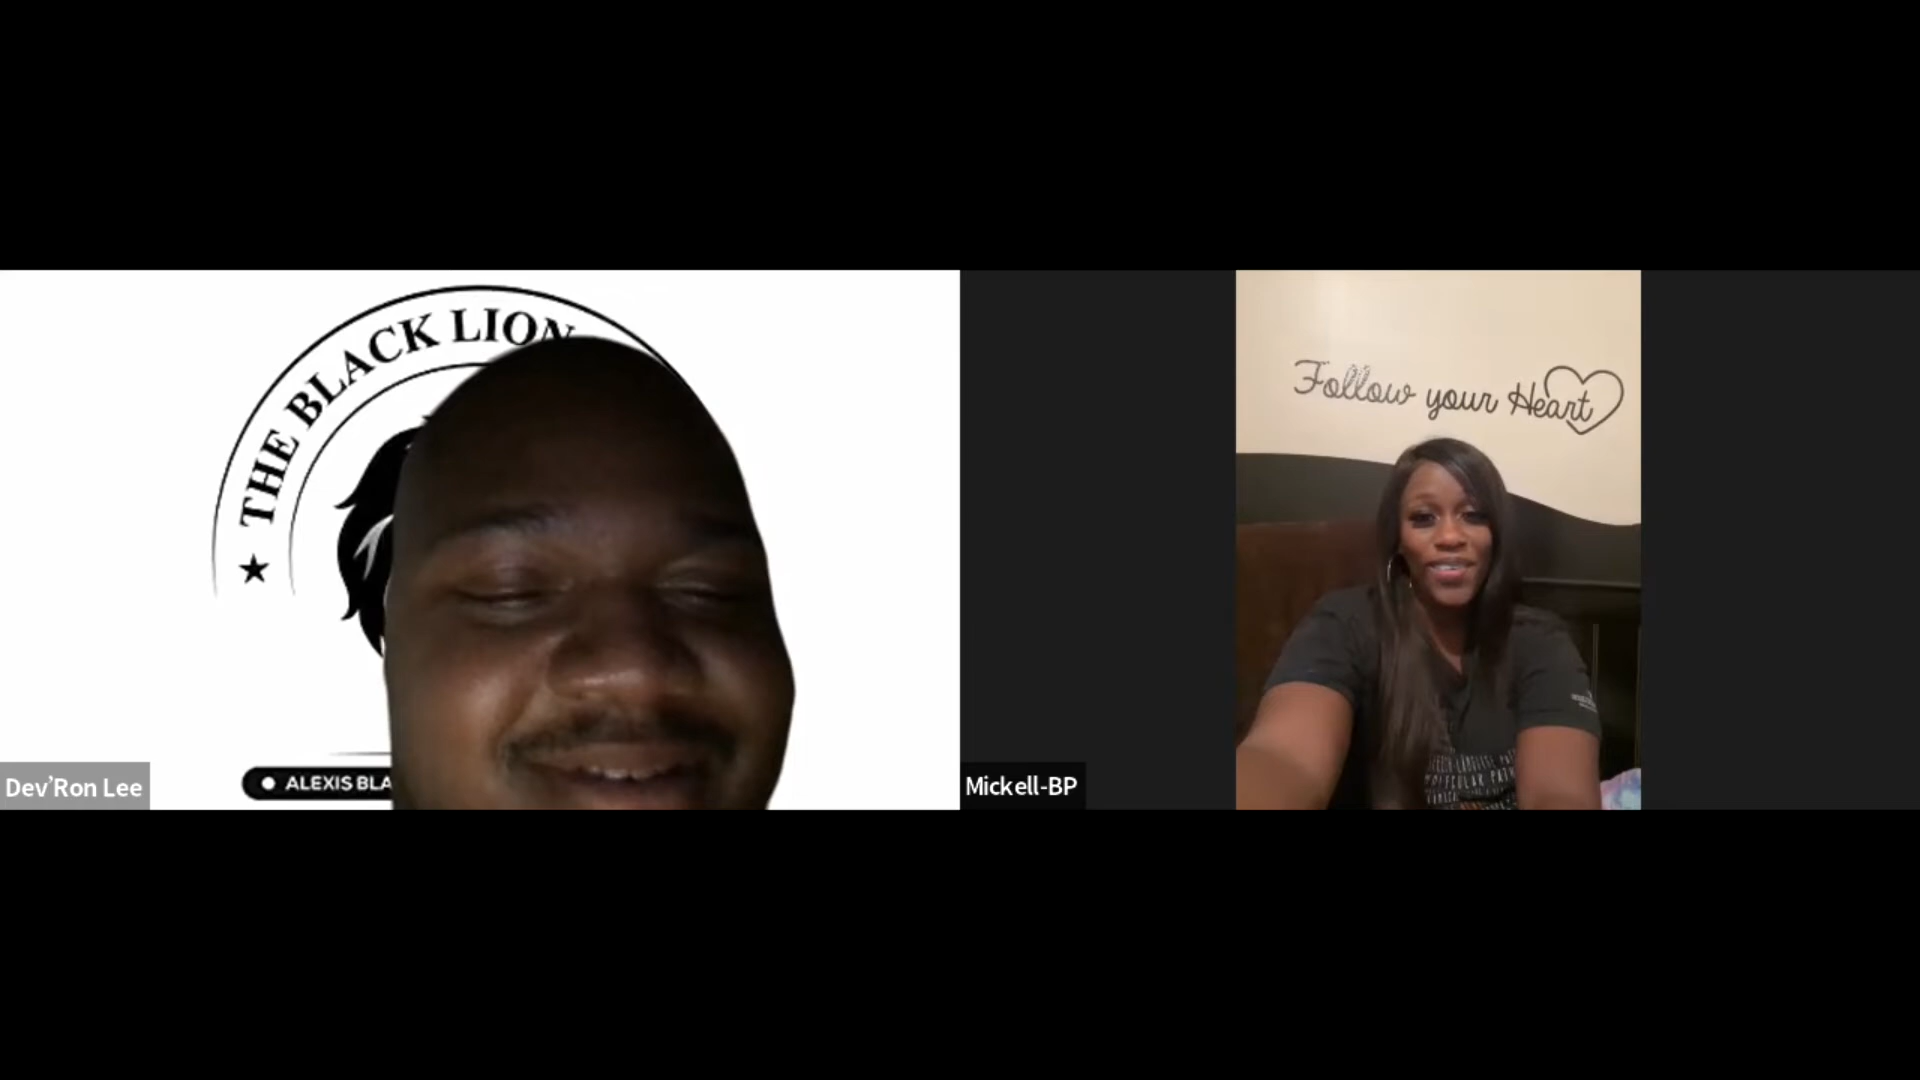 THE BLACK LION
ALEXIS BLA
Dev’Ron Lee
Follow your Heart
Mickell-BP